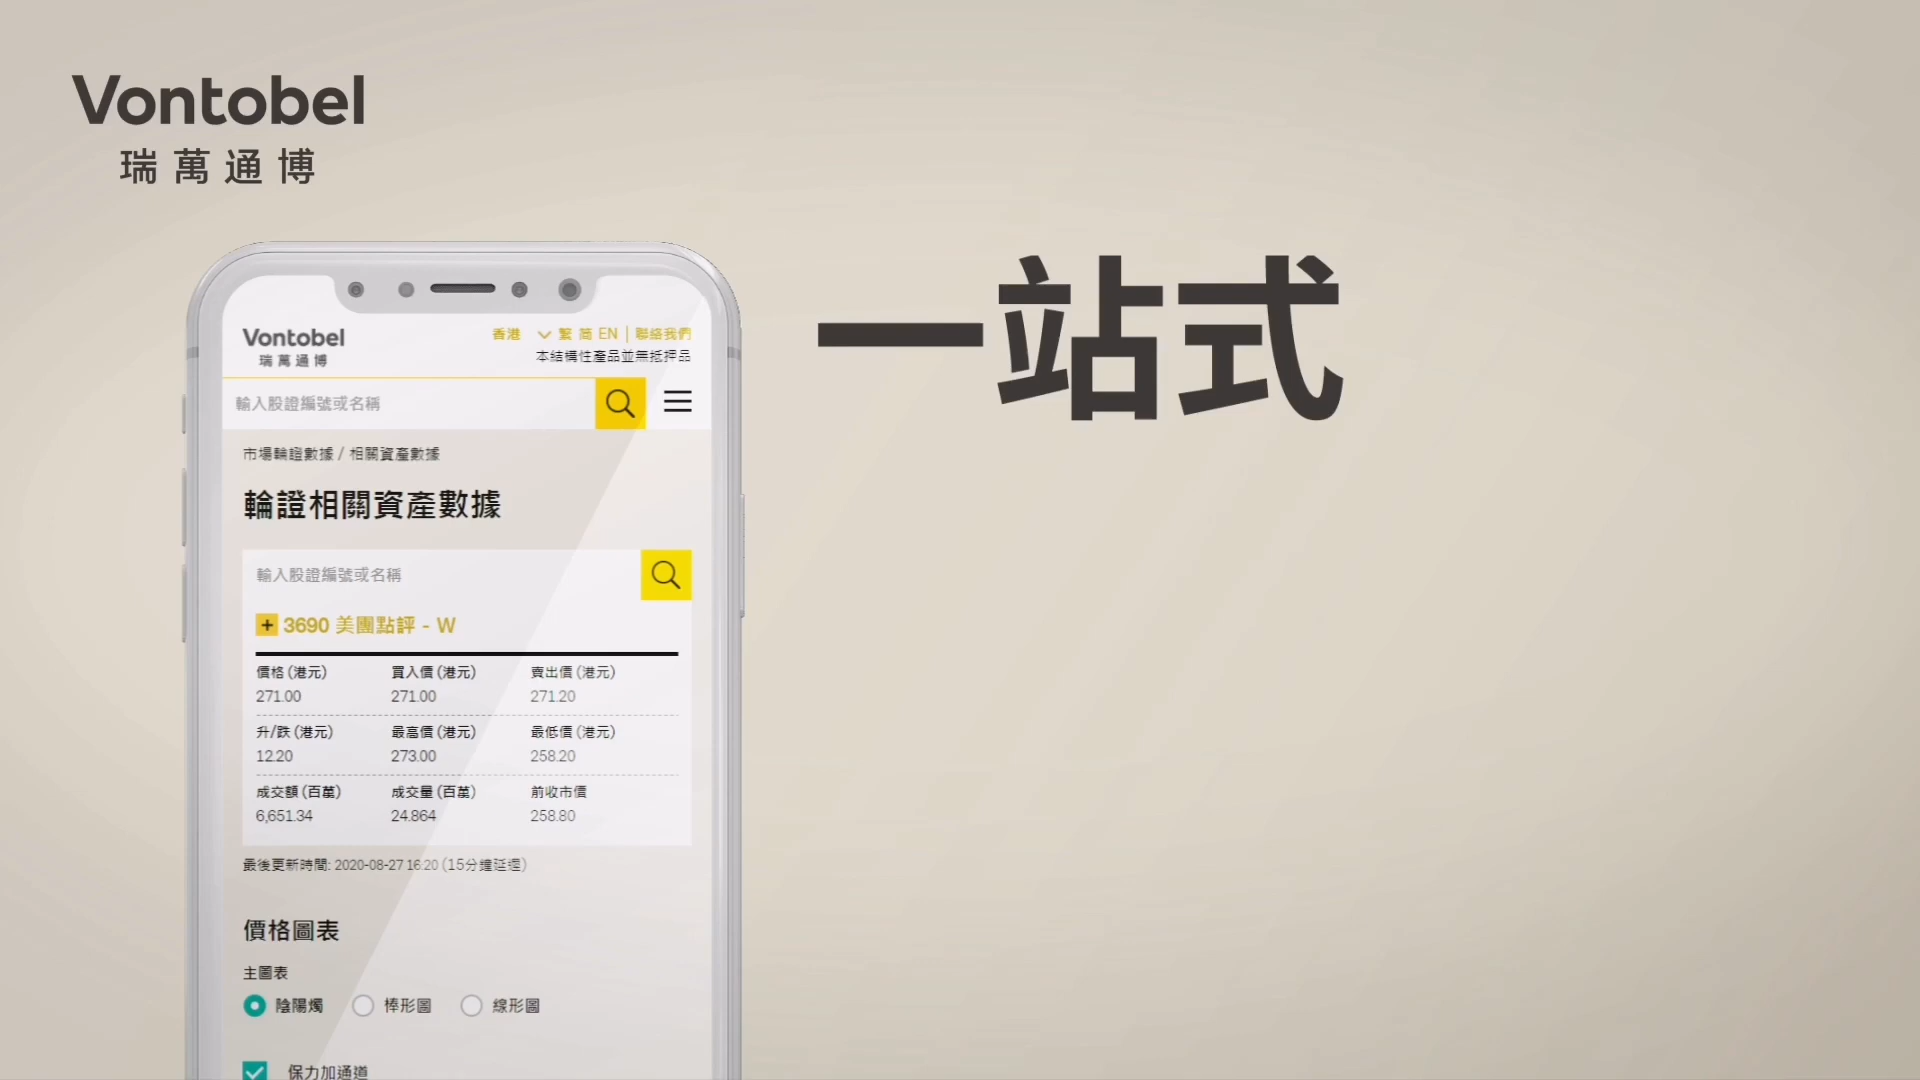 Vontobel
瑞萬通博
一站式
Vontobel
瑞萬通博
香港 繁 简 EN | 聯絡我們
本結構性產品並無抵押品
輸入股證編號或名稱
市場輪證數據 / 相關資產數據
輪證相關資產數據
輸入股證編號或名稱
3690 美團點評 - W
價格 (港元) 買入價 (港元) 賣出價 (港元)
271.00 271.00 271.20
升/跌 (港元) 最高價 (港元) 最低價 (港元)
12.20 273.00 258.20
成交額 (百萬) 成交量 (百萬) 前收市價
6,651.34 24.864 258.80
最後更新時間: 2020-08-27 16:20 (15分鐘延遲)
價格圖表
主圖表
陰陽燭 棒形圖 線形圖
保力加通道